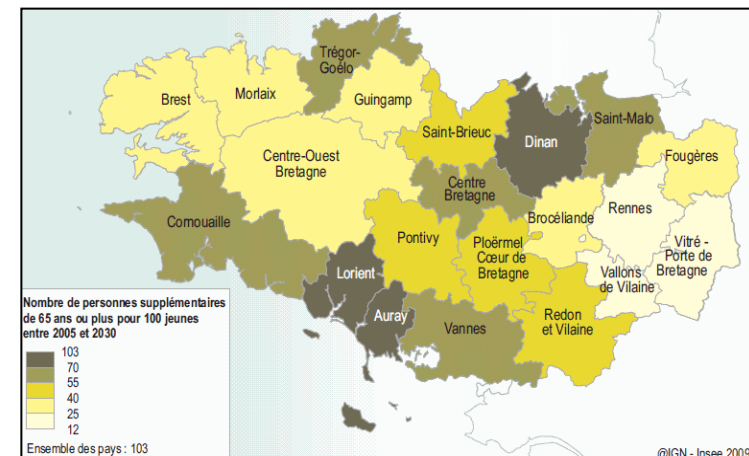 Trégor-
Goélo
Brest
Morlaix
Guingamp
Saint-Brieuc
Dinan
Saint-Malo
Fougères
Centre-Ouest
Bretagne
Centre
Bretagne
Cornouaille
Brocéliande
Rennes
Pontivy
Ploërmel
Cœur de
Bretagne
Vitré -
Porte de
Bretagne
Vallons
de Vilaine
Lorient
Auray
Vannes
Redon
et Vilaine
Nombre de personnes supplémentaires
de 65 ans ou plus pour 100 jeunes
entre 2005 et 2030
103
70
55
40
25
12
Ensemble des pays : 103
@IGN - Insee 2009